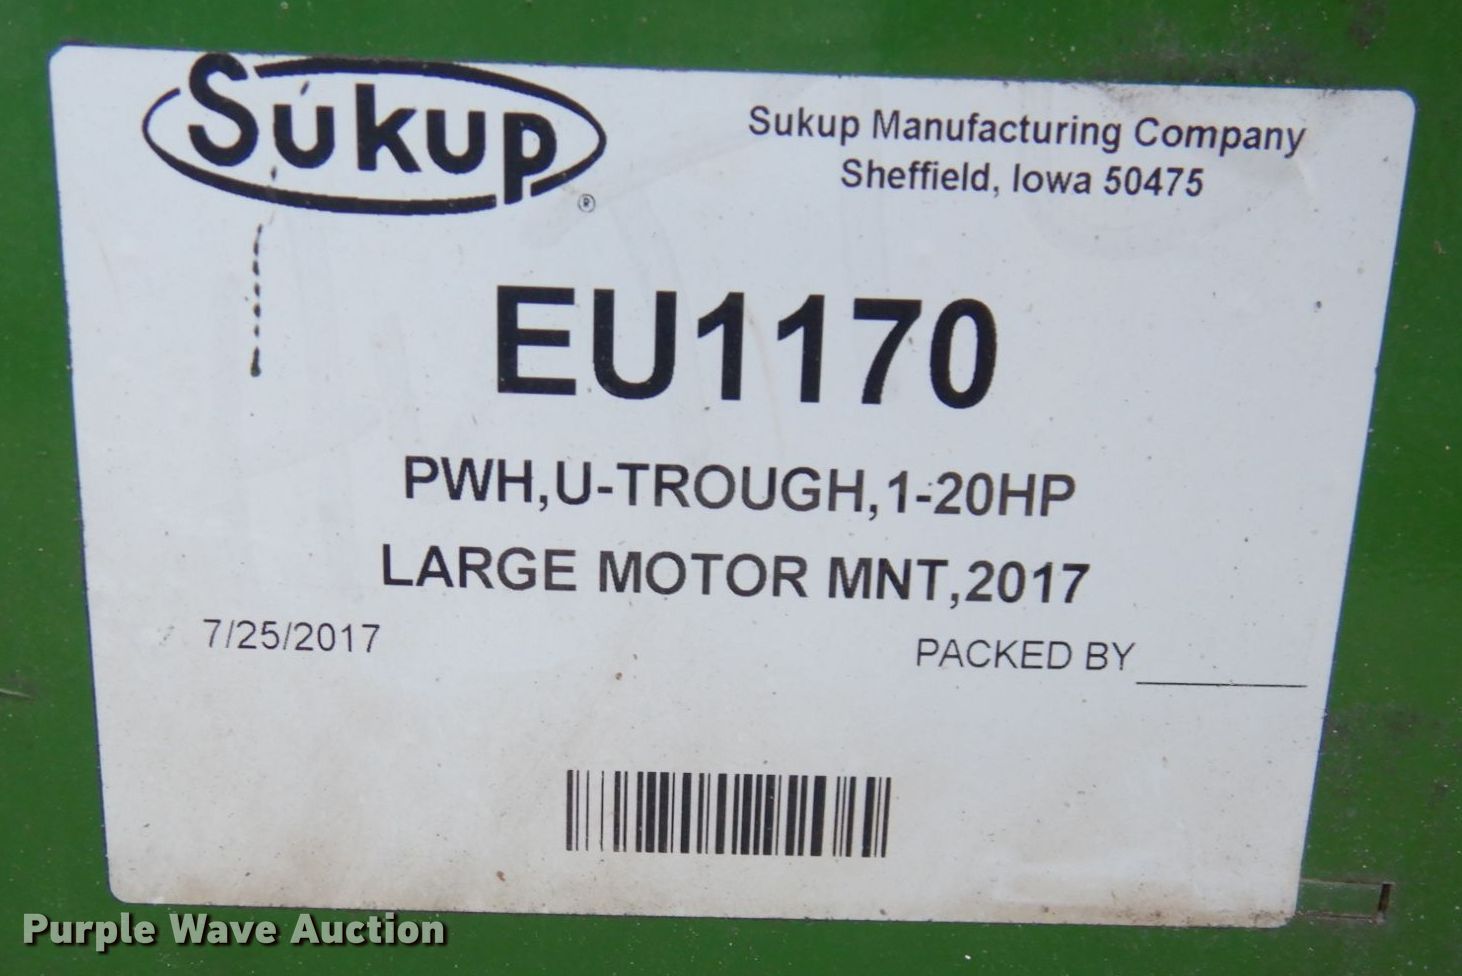 Sukup ®
Sukup Manufacturing Company
Sheffield, Iowa 50475
EU1170
PWH,U-TROUGH,1-20HP
LARGE MOTOR MNT,2017
7/25/2017
PACKED BY
Purple Wave Auction